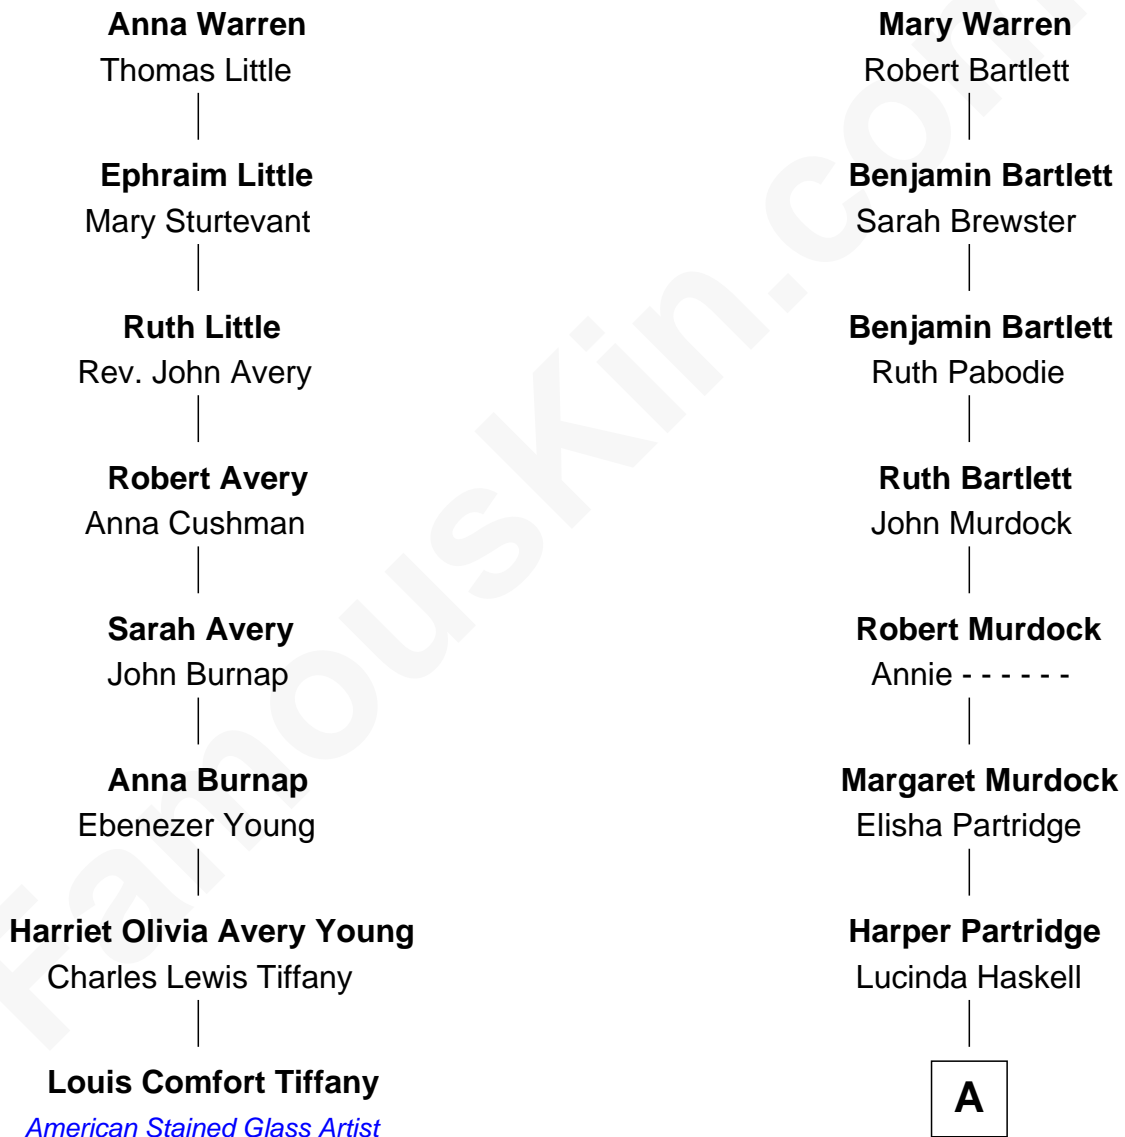 Anna Warren
Thomas Little
Ephraim Little
Mary Sturtevant
Ruth Little
Rev. John Avery
Robert Avery
Anna Cushman
Sarah Avery
John Burnap
Anna Burnap
Ebenezer Young
Harriet Olivia Avery Young
Charles Lewis Tiffany
Louis Comfort Tiffany
American Stained Glass Artist
Mary Warren
Robert Bartlett
Benjamin Bartlett
Sarah Brewster
Benjamin Bartlett
Ruth Pabodie
Ruth Bartlett
John Murdock
Robert Murdock
Annie - - - - - -
Margaret Murdock
Elisha Partridge
Harper Partridge
Lucinda Haskell
A
FamousKin.com